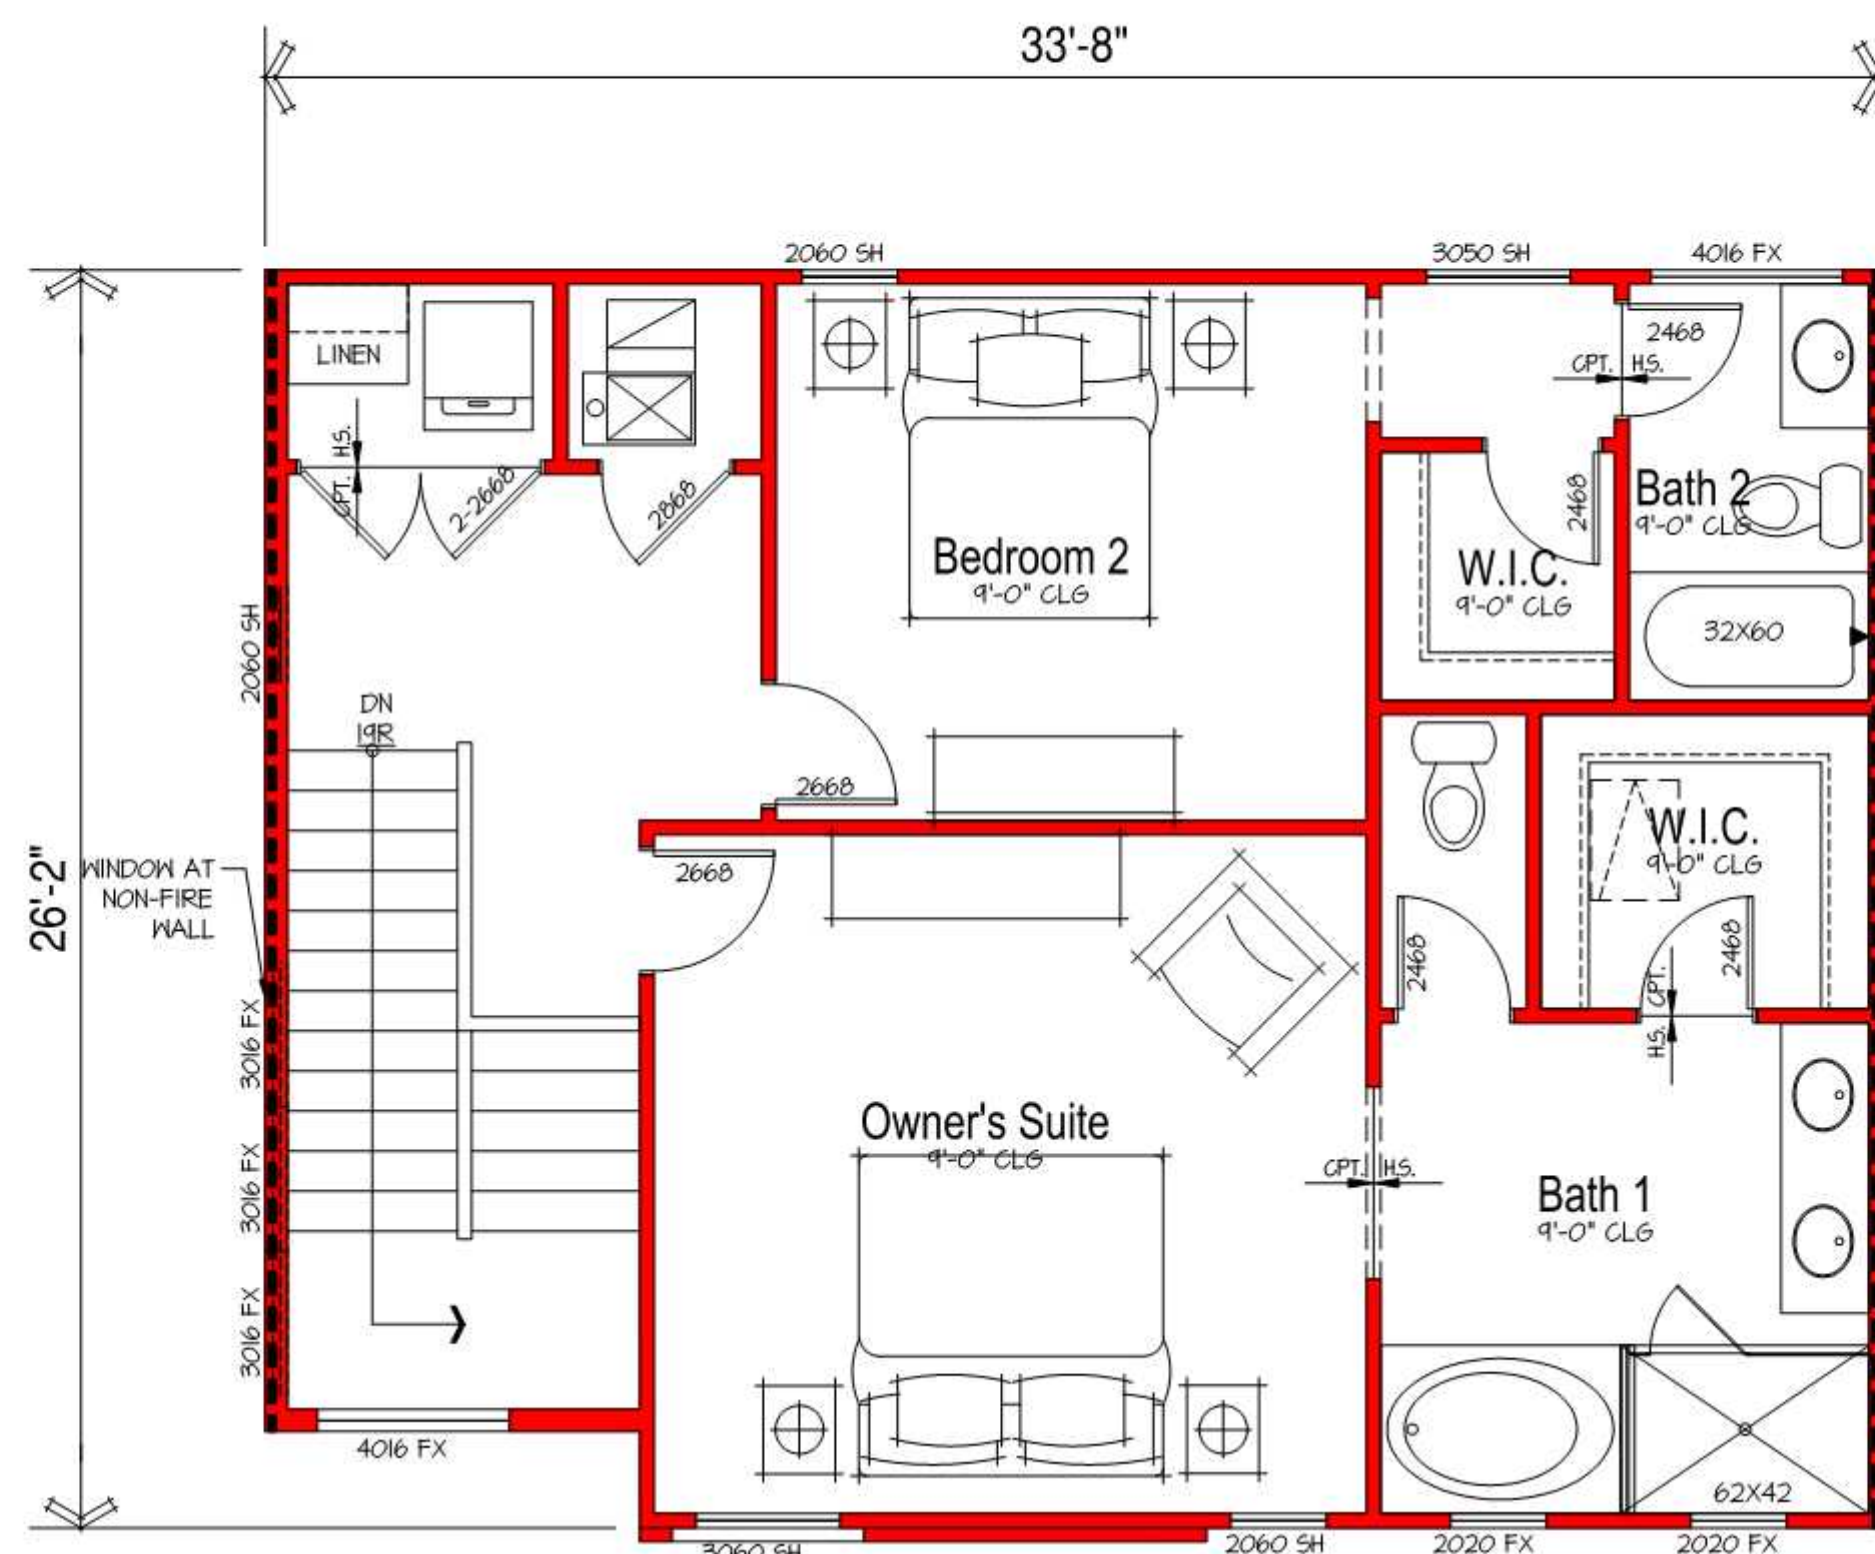 33'-8"
2060 SH
3050 SH
4016 FX
LINEN
2468
CPT.
H.S.
H.S.
CPT.
2-2668
2868
2468
Bath 2
9'-0" CLG
Bedroom 2
9'-0" CLG
W.I.C.
9'-0" CLG
2060 SH
32X60
DN
19R
2668
26'-2"
WINDOW AT
NON-FIRE
WALL
2668
W.I.C.
9'-0" CLG
2468
2468
CPT.
H.S.
3016 FX
Owner's Suite
9'-0" CLG
CPT.
H.S.
Bath 1
9'-0" CLG
3016 FX
3016 FX
4016 FX
62X42
3060 SH
2060 SH
2020 FX
2020 FX